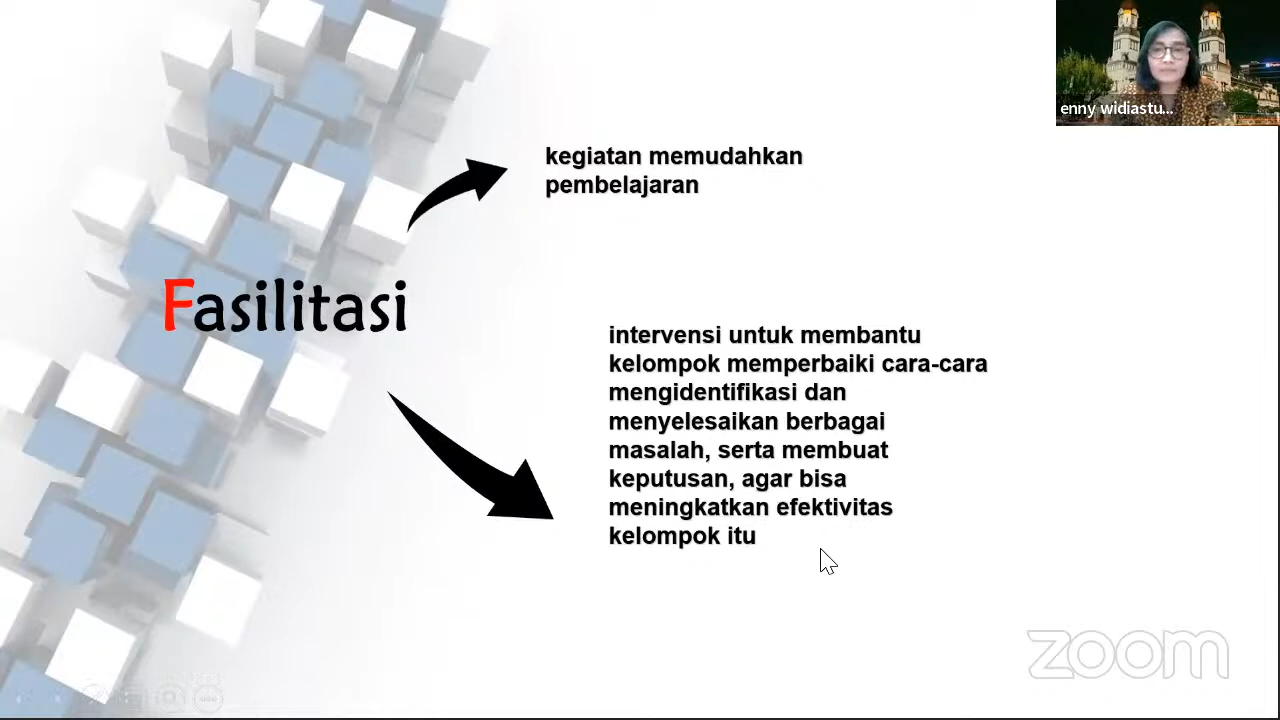 enny widiastu...
kegiatan memudahkan
pembelajaran
Fasilitasi
intervensi untuk membantu
kelompok memperbaiki cara-cara
mengidentifikasi dan
menyelesaikan berbagai
masalah, serta membuat
keputusan, agar bisa
meningkatkan efektivitas
kelompok itu
zoom